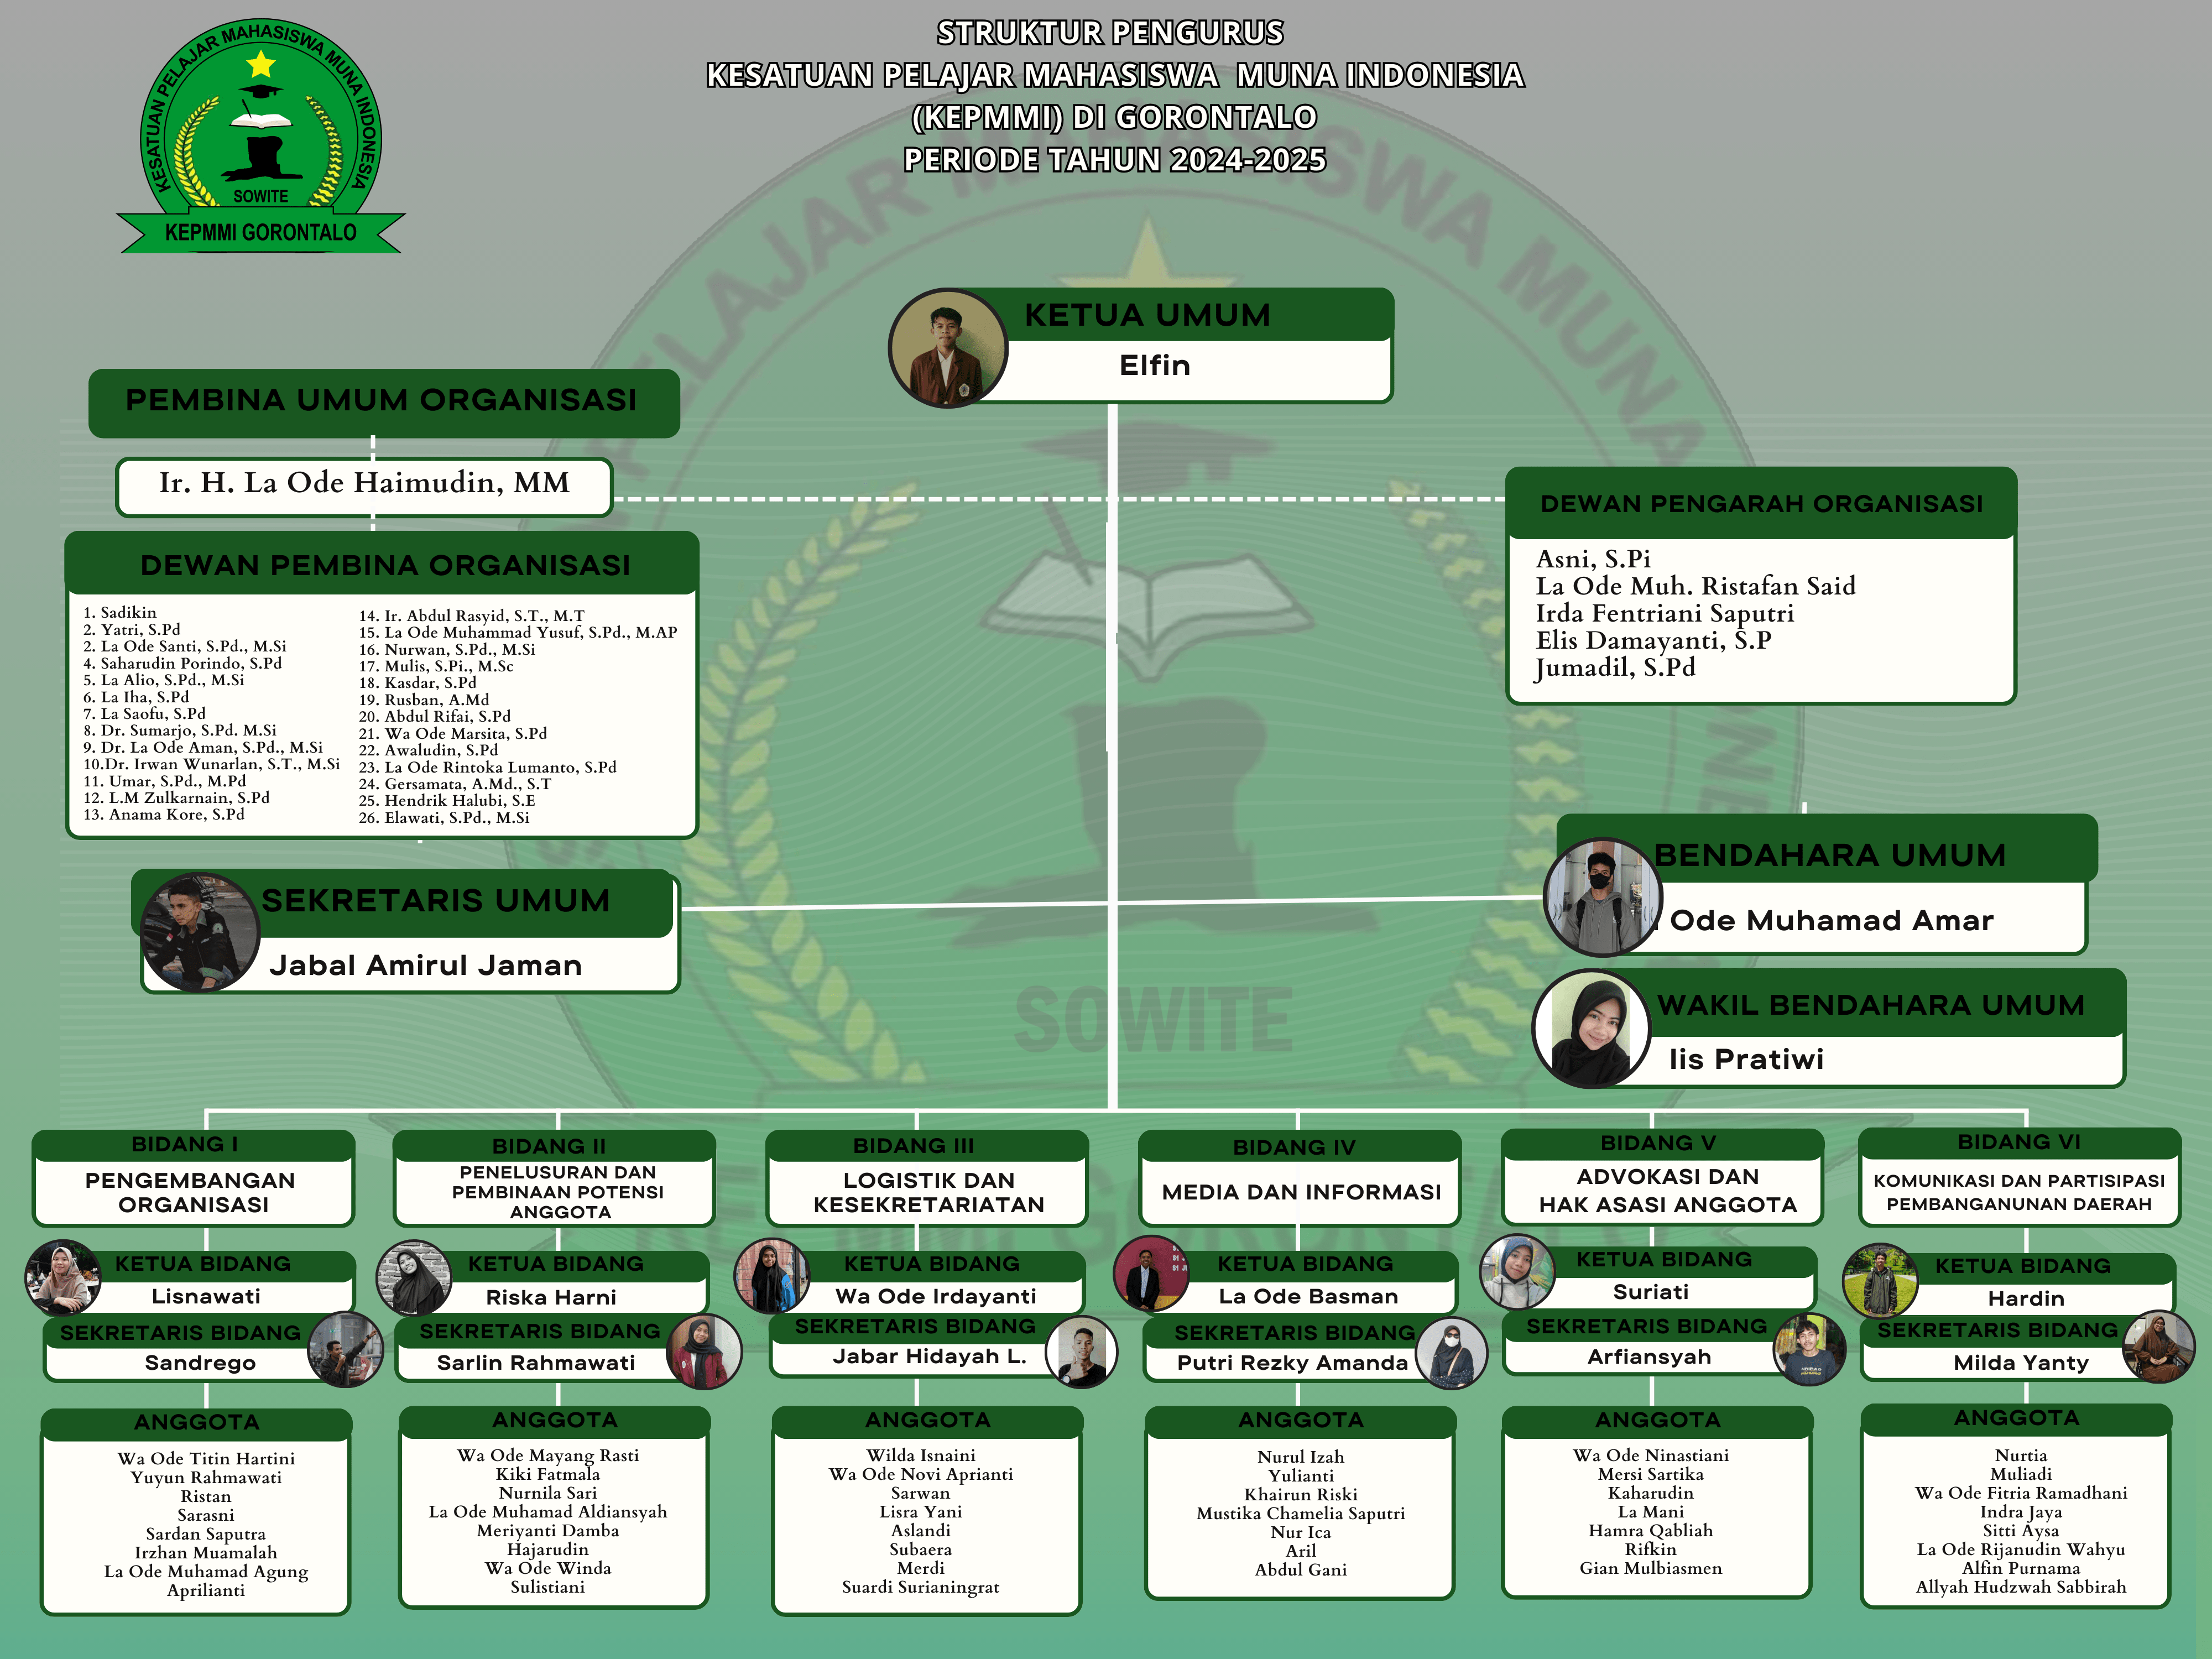 KESATUAN PELAJAR MAHASISWA MUNA INDONESIA
SOWITE
KEPMMI GORONTALO
STRUKTUR PENGURUS
KESATUAN PELAJAR MAHASISWA MUNA INDONESIA
(KEPMMI) DI GORONTALO
PERIODE TAHUN 2024-2025
KETUA UMUM
Elfin
PEMBINA UMUM ORGANISASI
Ir. H. La Ode Haimudin, MM
DEWAN PENGARAH ORGANISASI
Asni, S.Pi
La Ode Muh. Ristafan Said
Irda Fentriani Saputri
Elis Damayanti, S.P
Jumadil, S.Pd
DEWAN PEMBINA ORGANISASI
1. Sadikin
2. Yatri, S.Pd
2. La Ode Santi, S.Pd., M.Si
4. Saharudin Porindo, S.Pd
5. La Alio, S.Pd., M.Si
6. La Iha, S.Pd
7. La Saofu, S.Pd
8. Dr. Sumarjo, S.Pd. M.Si
9. Dr. La Ode Aman, S.Pd., M.Si
10.Dr. Irwan Wunarlan, S.T., M.Si
11. Umar, S.Pd., M.Pd
12. L.M Zulkarnain, S.Pd
13. Anama Kore, S.Pd
14. Ir. Abdul Rasyid, S.T., M.T
15. La Ode Muhammad Yusuf, S.Pd., M.AP
16. Nurwan, S.Pd., M.Si
17. Mulis, S.Pi., M.Sc
18. Kasdar, S.Pd
19. Rusban, A.Md
20. Abdul Rifai, S.Pd
21. Wa Ode Marsita, S.Pd
22. Awaludin, S.Pd
23. La Ode Rintoka Lumanto, S.Pd
24. Gersamata, A.Md., S.T
25. Hendrik Halubi, S.E
26. Elawati, S.Pd., M.Si
SEKRETARIS UMUM
Jabal Amirul Jaman
BENDAHARA UMUM
Ode Muhamad Amar
WAKIL BENDAHARA UMUM
Iis Pratiwi
SOWITE
BIDANG I
PENGEMBANGAN
ORGANISASI
KETUA BIDANG
Lisnawati
SEKRETARIS BIDANG
Sandrego
ANGGOTA
Wa Ode Titin Hartini
Yuyun Rahmawati
Ristan
Sarasni
Sardan Saputra
Irzhan Muamalah
La Ode Muhamad Agung
Aprilianti
BIDANG II
PENELUSURAN DAN
PEMBINAAN POTENSI
ANGGOTA
KETUA BIDANG
Riska Harni
SEKRETARIS BIDANG
Sarlin Rahmawati
ANGGOTA
Wa Ode Mayang Rasti
Kiki Fatmala
Nurnila Sari
La Ode Muhamad Aldiansyah
Meriyanti Damba
Hajarudin
Wa Ode Winda
Sulistiani
BIDANG III
LOGISTIK DAN
KESEKRETARIATAN
KETUA BIDANG
Wa Ode Irdayanti
SEKRETARIS BIDANG
Jabar Hidayah L.
ANGGOTA
Wilda Isnaini
Wa Ode Novi Aprianti
Sarwan
Lisra Yani
Aslandi
Subaera
Merdi
Suardi Surianingrat
BIDANG IV
MEDIA DAN INFORMASI
KETUA BIDANG
La Ode Basman
SEKRETARIS BIDANG
Putri Rezky Amanda
ANGGOTA
Nurul Izah
Yulianti
Khairun Riski
Mustika Chamelia Saputri
Nur Ica
Aril
Abdul Gani
BIDANG V
ADVOKASI DAN
HAK ASASI ANGGOTA
KETUA BIDANG
Suriati
SEKRETARIS BIDANG
Arfiansyah
ANGGOTA
Wa Ode Ninastiani
Mersi Sartika
Kaharudin
La Mani
Hamra Qabliah
Rifkin
Gian Mulbiasmen
BIDANG VI
KOMUNIKASI DAN PARTISIPASI
PEMBANGANUNAN DAERAH
KETUA BIDANG
Hardin
SEKRETARIS BIDANG
Milda Yanty
ANGGOTA
Nurtia
Muliadi
Wa Ode Fitria Ramadhani
Indra Jaya
Sitti Aysa
La Ode Rijanudin Wahyu
Alfin Purnama
Allyah Hudzwah Sabbirah